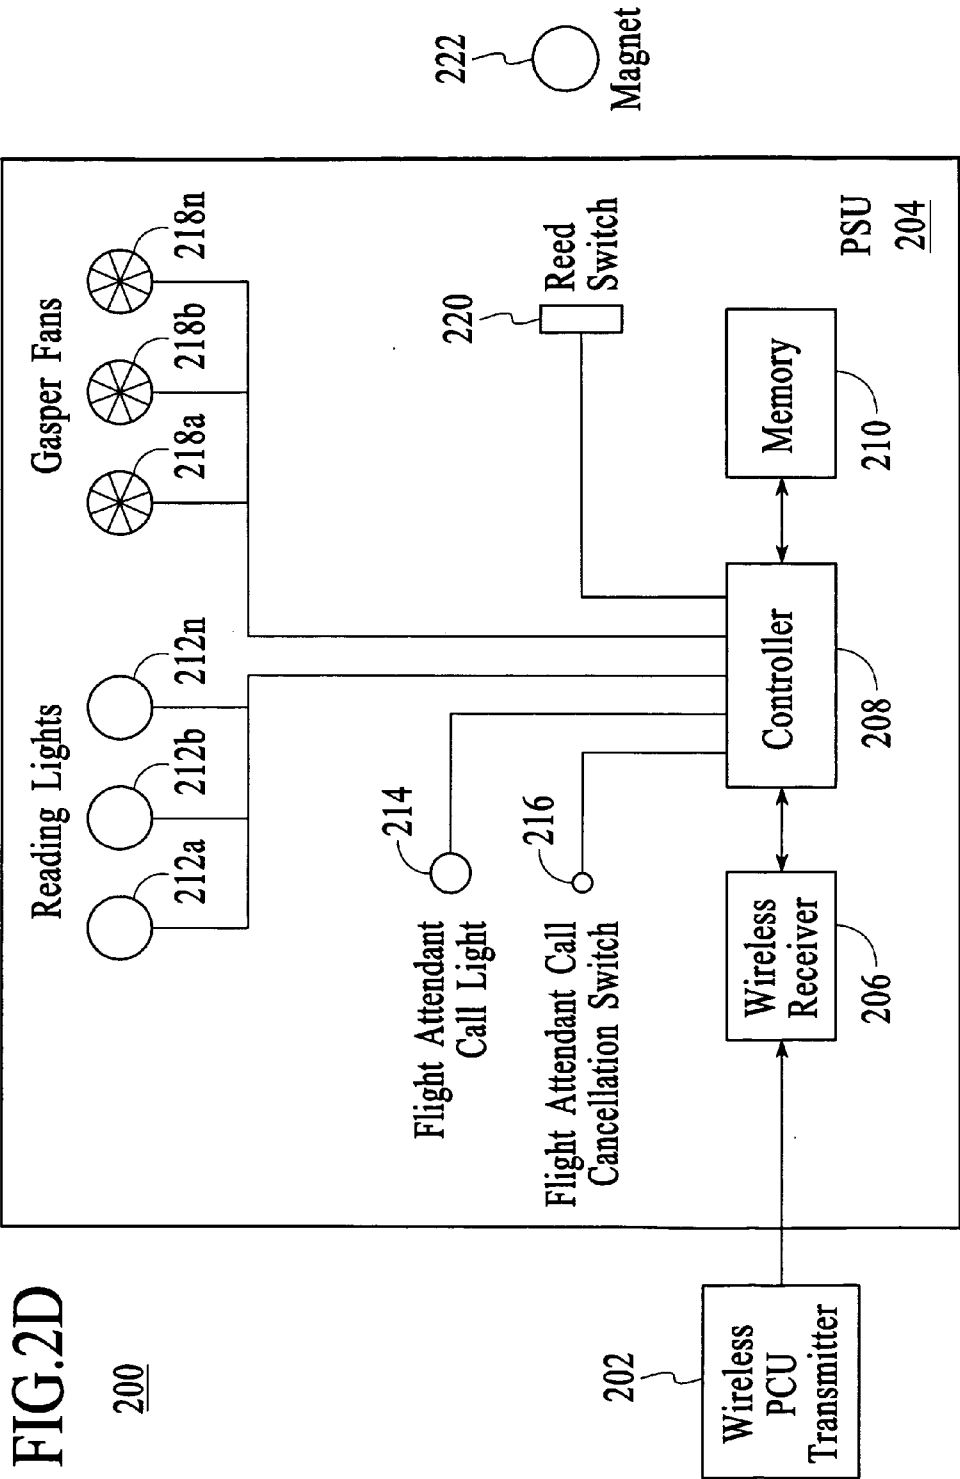 FIG.2D
200
Reading Lights
212a
212b
212n
Gasper Fans
218a
218b
218n
222
Magnet
Flight Attendant
Call Light
214
Flight Attendant Call
Cancellation Switch
216
220
Reed
Switch
202
Wireless
PCU
Transmitter
Wireless
Receiver
206
Controller
208
Memory
210
PSU
204